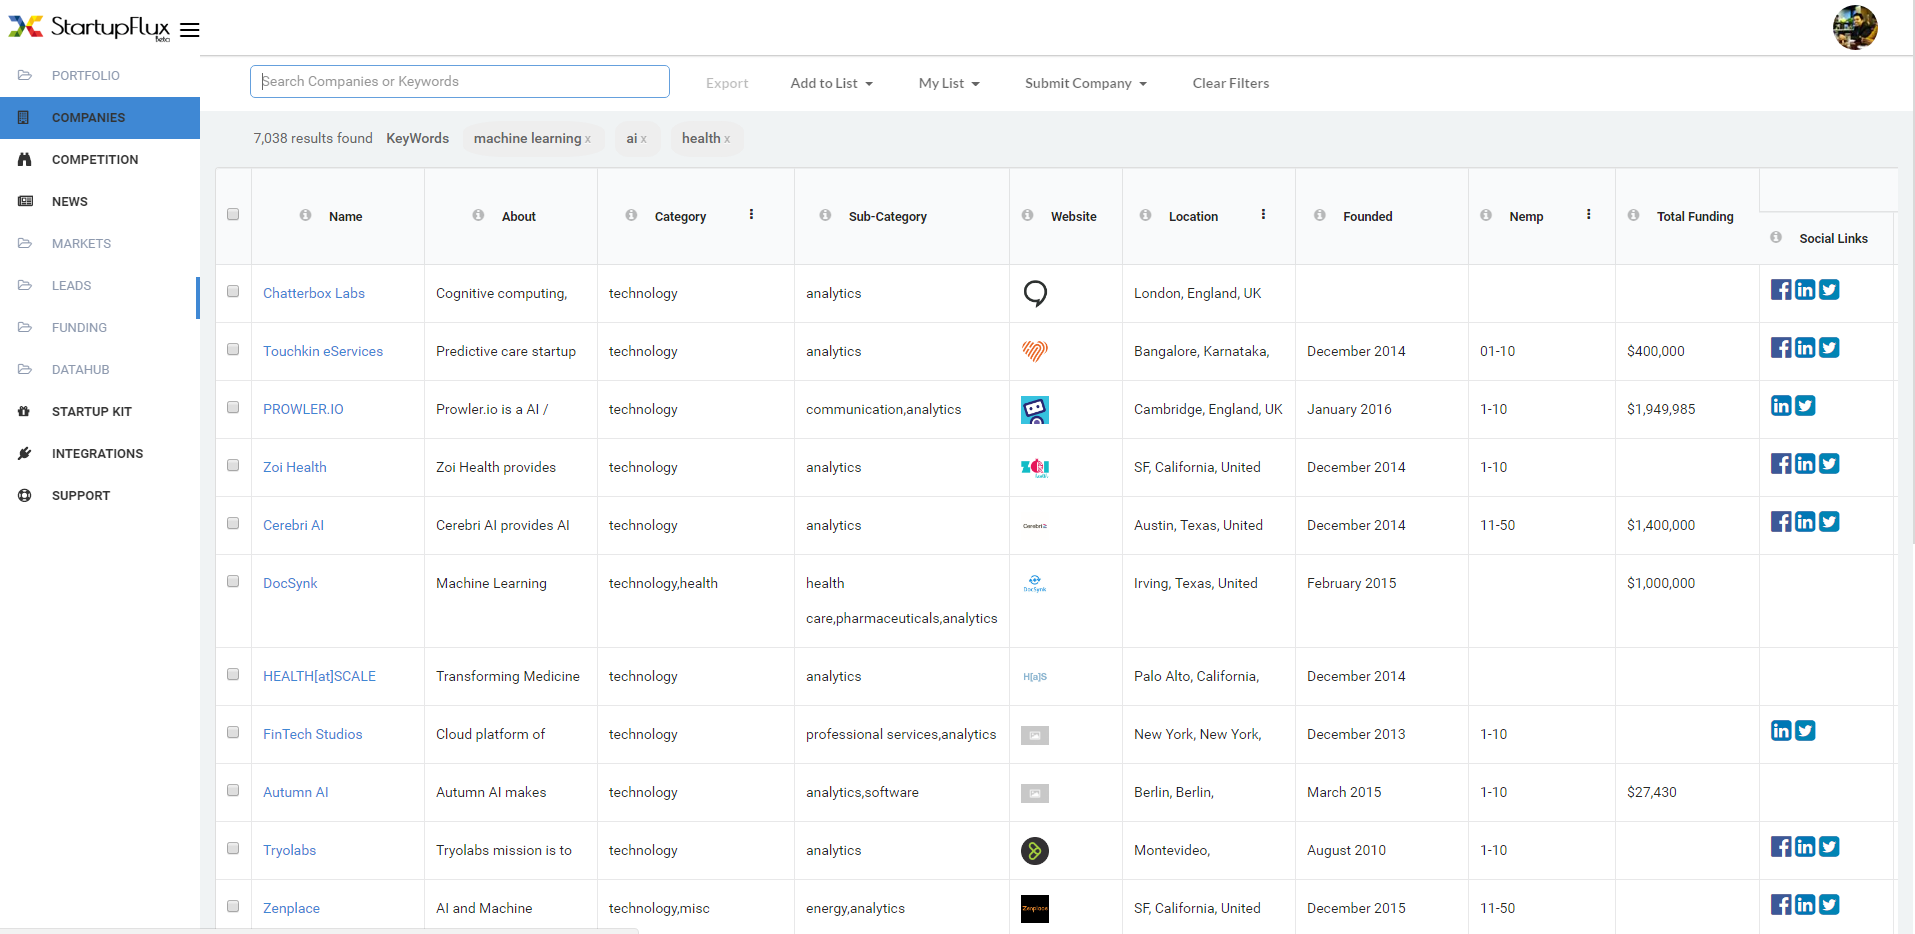 StartupFlux
Beta
PORTFOLIO
COMPANIES
COMPETITION
NEWS
MARKETS
LEADS
FUNDING
DATAHUB
STARTUP KIT
INTEGRATIONS
SUPPORT
Search Companies or Keywords Export Add to List My List Submit Company Clear Filters
7,038 results found KeyWords machine learning x ai x health x
Name About Category Sub-Category Website Location Founded Nemp Total Funding
Social Links
Chatterbox Labs Cognitive computing, technology analytics London, England, UK
Touchkin eServices Predictive care startup technology analytics Bangalore, Karnataka, December 2014 01-10 $400,000
PROWLER.IO Prowler.io is a AI / technology communication,analytics Cambridge, England, UK January 2016 1-10 $1,949,985
Zoi Health Zoi Health provides technology analytics SF, California, United December 2014 1-10
Cerebri AI Cerebri AI provides AI technology analytics Austin, Texas, United December 2014 11-50 $1,400,000
DocSynk Machine Learning technology,health health DocSynk Irving, Texas, United February 2015 $1,000,000
care,pharmaceuticals,analytics
HEALTH[at]SCALE Transforming Medicine technology analytics H[a]S Palo Alto, California, December 2014
FinTech Studios Cloud platform of technology professional services,analytics New York, New York, December 2013 1-10
Autumn AI Autumn AI makes technology analytics,software Berlin, Berlin, March 2015 1-10 $27,430
Tryolabs Tryolabs mission is to technology analytics Montevideo, August 2010 1-10
Zenplace AI and Machine technology,misc energy,analytics Zenplace SF, California, United December 2015 11-50